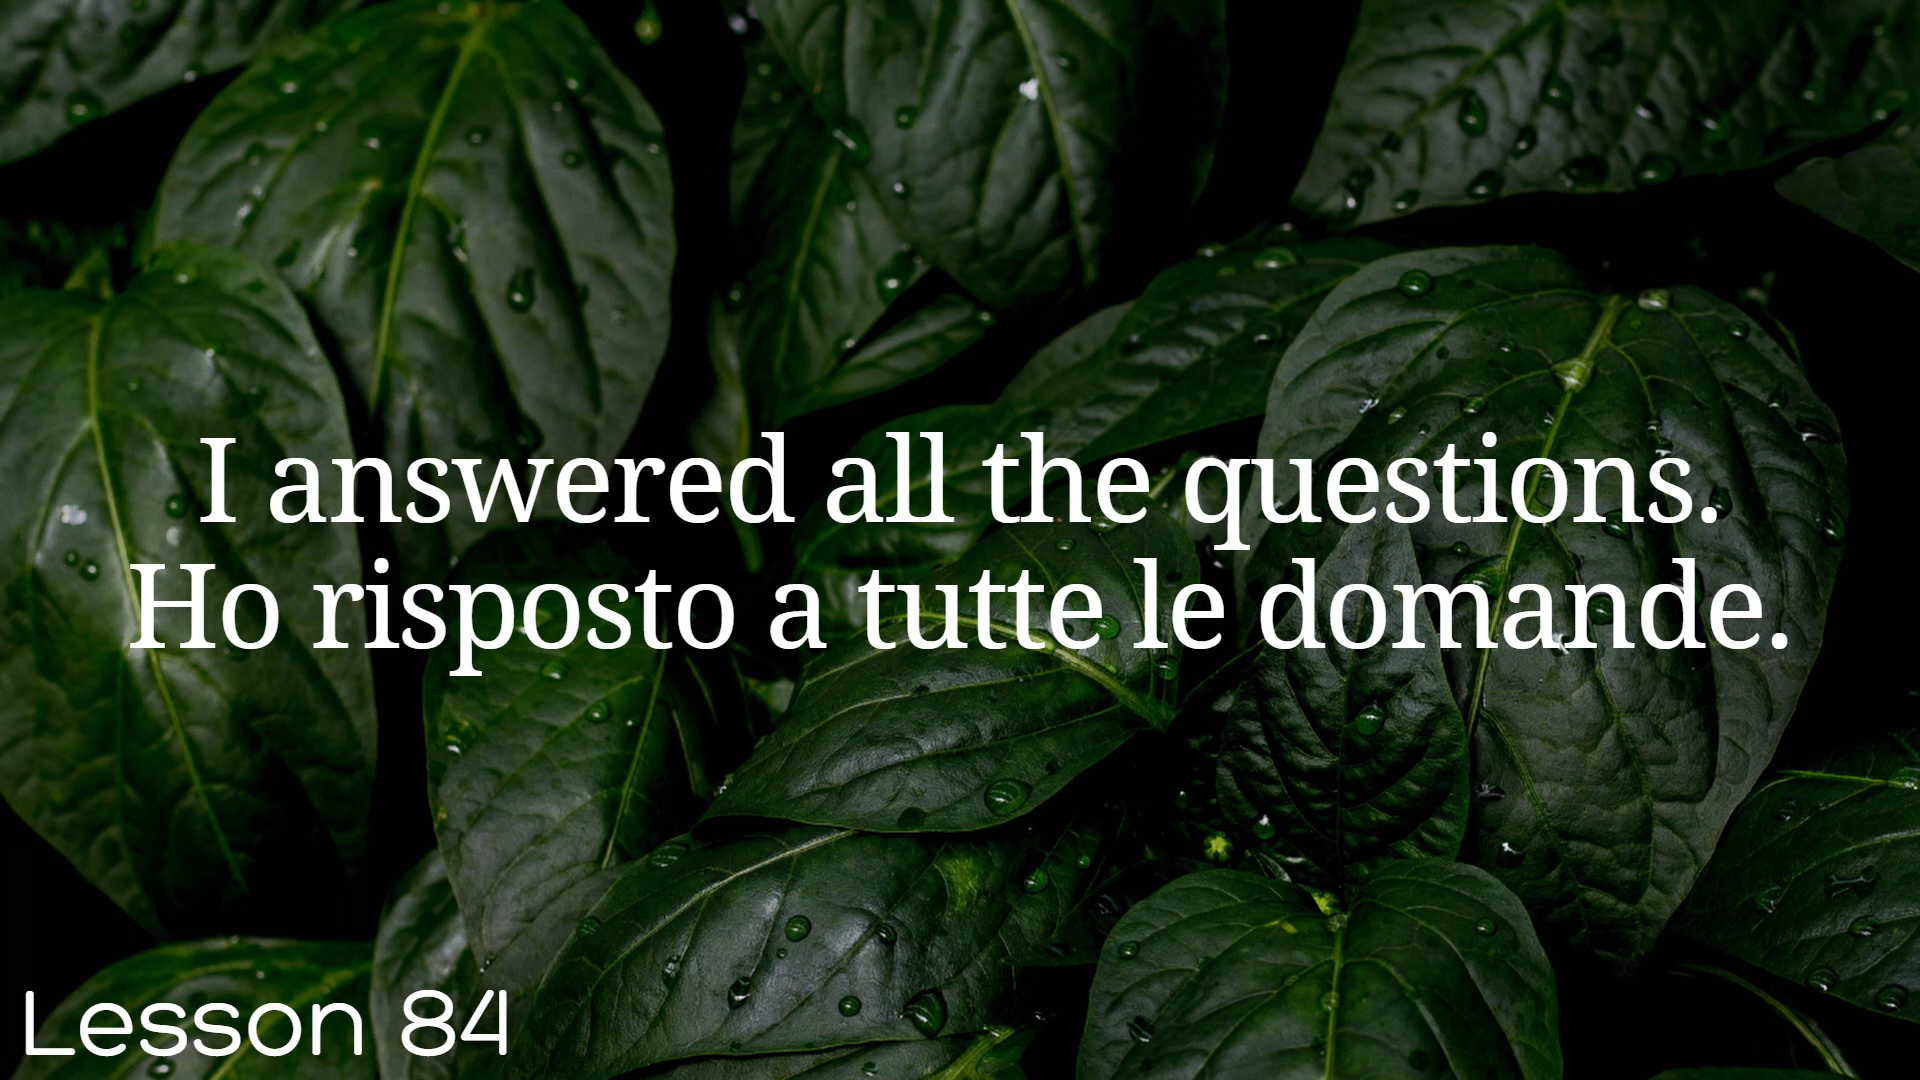 I answered all the questions.
Ho risposto a tutte le domande.
Lesson 84